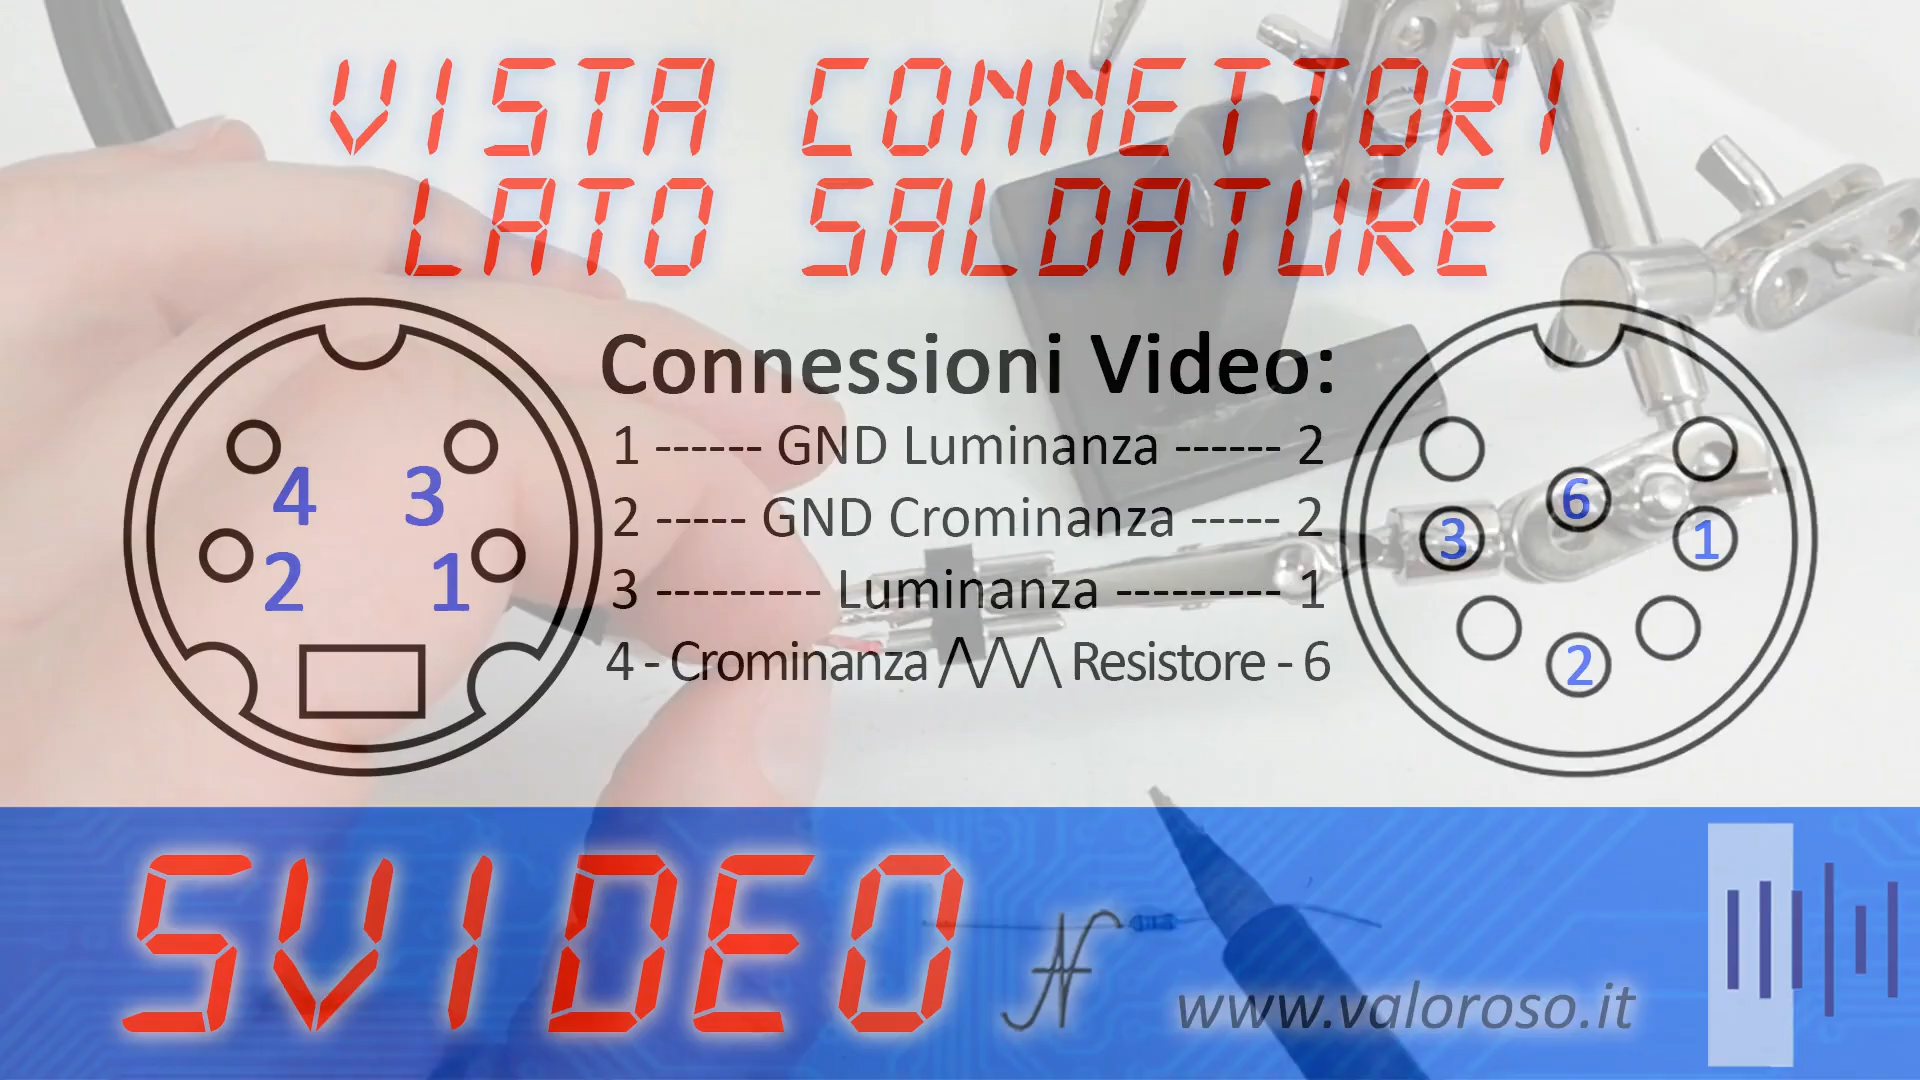 VISTA CONNETTORI
LATO SALDATURE
Connessioni Video:
1 ------ GND Luminanza ------ 2
2 ----- GND Crominanza ----- 2
3 --------- Luminanza --------- 1
4 - Crominanza /\/\/\ Resistore - 6
4 3
2 1
6
3 1
2
SVIDEO
www.valoroso.it